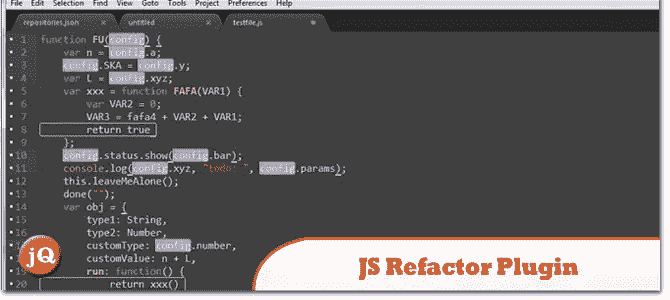 File Edit Selection Find View Goto Tools Project Preferences Help
repositories.json × untitled × testfile.js
1 function FU(config) {
2 var n = config.a;
3 config.SKA = config.y;
4 var L = config.xyz;
5 var xxx = function FAFA(VAR1) {
6 var VAR2 = 0;
7 VAR3 = fafa4 + VAR2 + VAR1;
8 return true
9 };
10 config.status.show(config.bar);
11 console.log(config.xyz, "todo: ", config.params);
12 this.leaveMeAlone();
13 done("");
14 var obj = {
15 type1: String,
16 type2: Number,
customType: config.number,
customValue: n + L,
run: function() {
20 return xxx()
jQ
JS Refactor Plugin